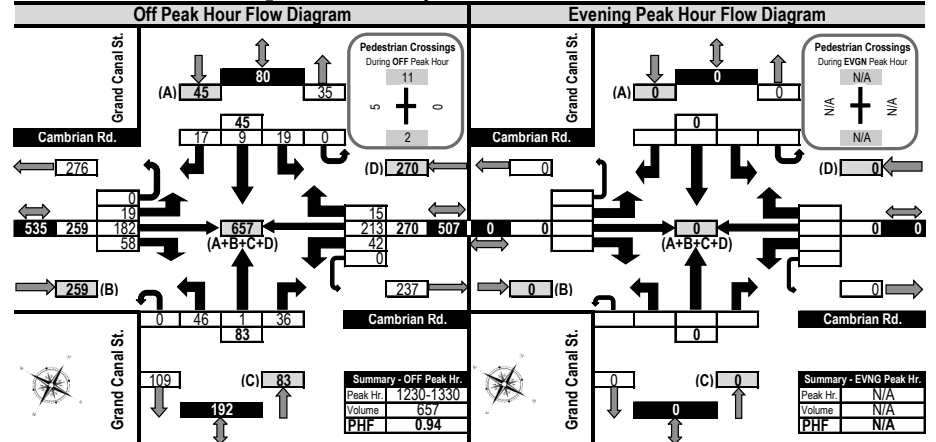 Off Peak Hour Flow Diagram
Grand Canal St.
80
(A) 45
35
Pedestrian Crossings
During OFF Peak Hour
11
5
0
2
Cambrian Rd.
45
17 9 19 0
276
(D) 270
0
19
182
58
535 259
657
(A+B+C+D)
15
213
42
0
270 507
259 (B)
237
0 46 1 36
83
Cambrian Rd.
Grand Canal St.
109
(C) 83
192
Summary - OFF Peak Hr.
Peak Hr. 1230-1330
Volume 657
PHF 0.94
Evening Peak Hour Flow Diagram
Grand Canal St.
0
(A) 0
0
Pedestrian Crossings
During EVGN Peak Hour
N/A
N/A
N/A
N/A
Cambrian Rd.
0
0
(D) 0
0 0
0
(A+B+C+D)
0 0
0 (B)
0
0
Cambrian Rd.
Grand Canal St.
0
(C) 0
0
Summary - EVNG Peak Hr.
Peak Hr. N/A
Volume N/A
PHF N/A